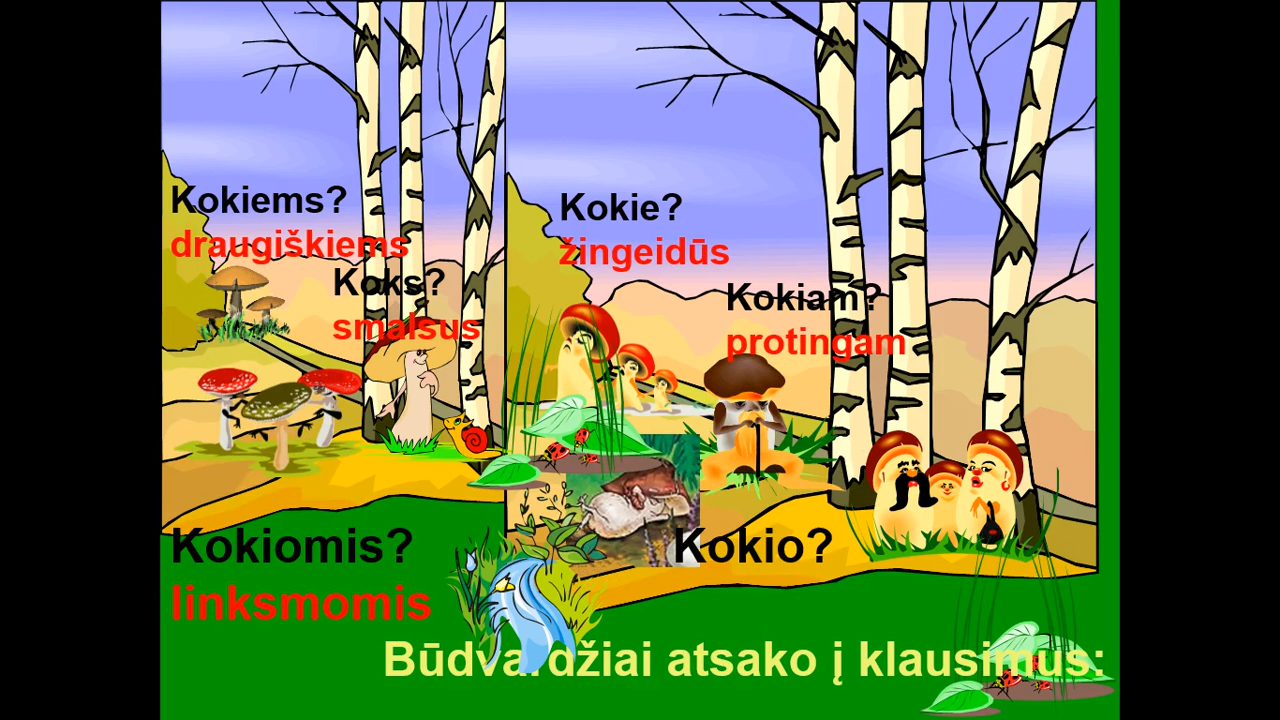 Kokiems?
draugiškiems
Koks?
smalsus
Kokie?
žingeidūs
Kokiam?
protingam
Kokiomis?
linksmomis
Kokio?
Būdvardžiai atsako į klausimus: